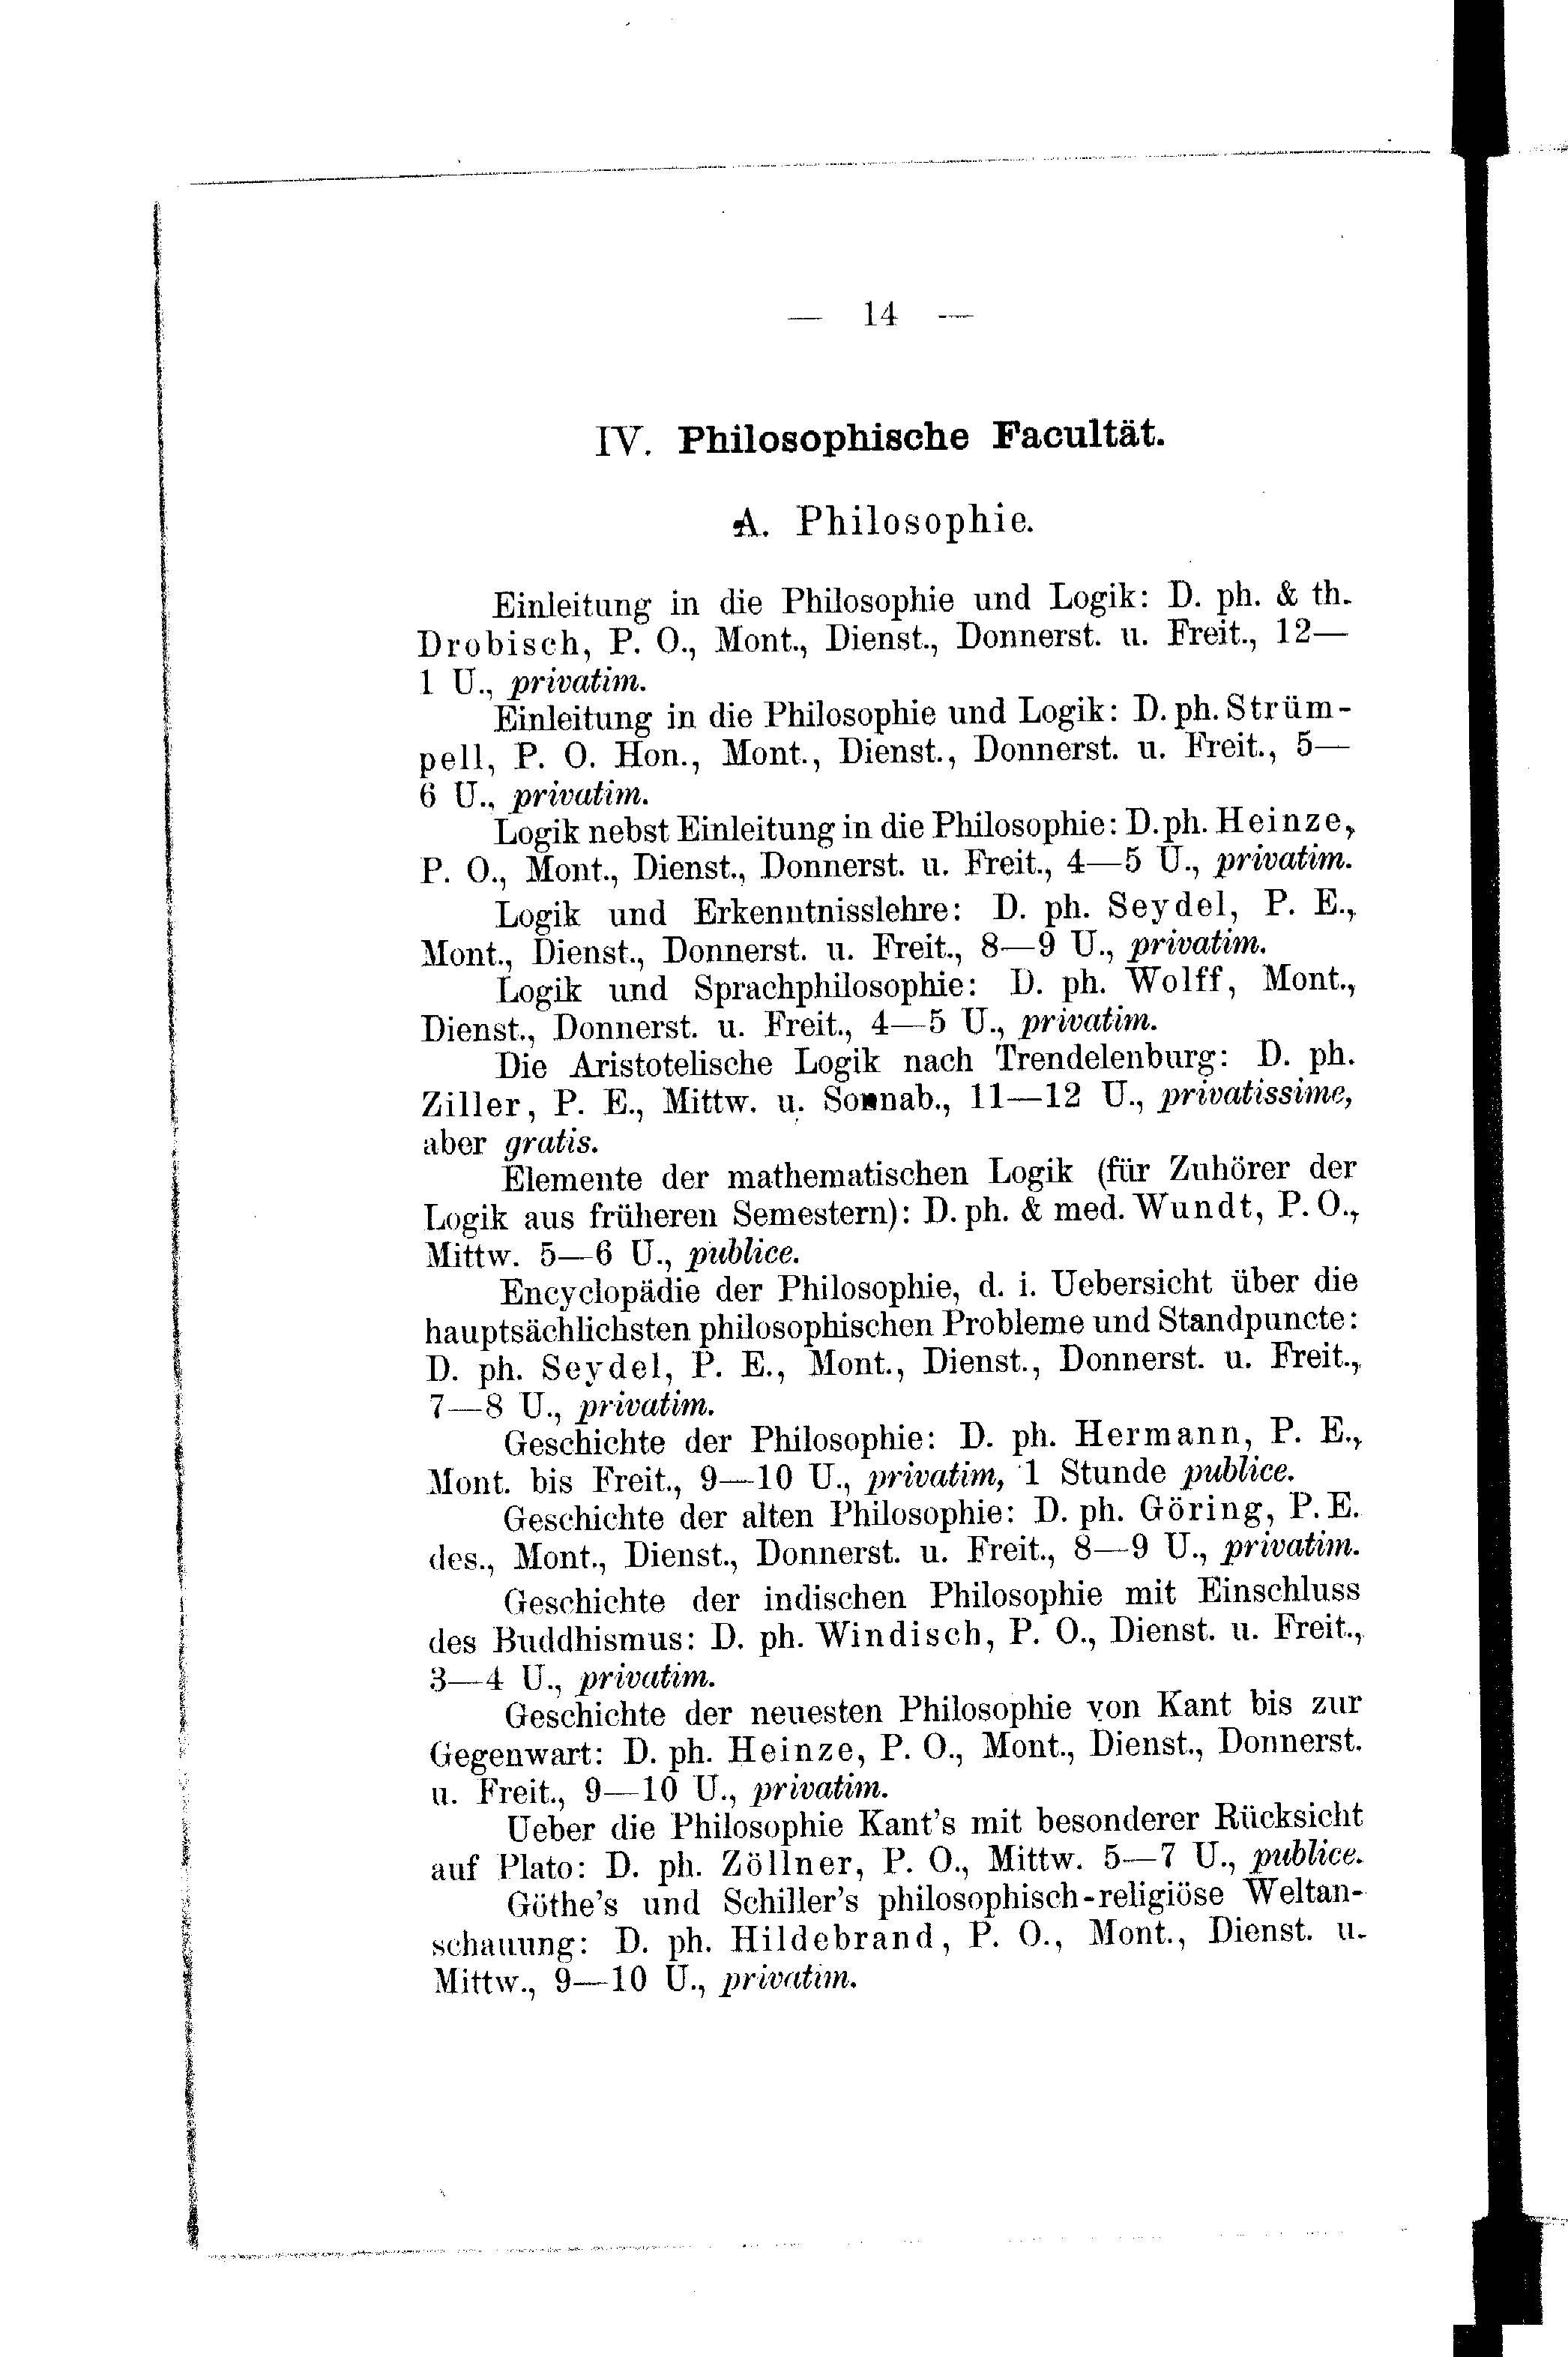 — 14 —
IV. Philosophische Facultät.
A. Philosophie.
Einleitung in die Philosophie und Logik: D. ph. & th.
Drobisch, P. O., Mont., Dienst., Donnerst. u. Freit., 12—
1 U., privatim.
Einleitung in die Philosophie und Logik: D. ph. Strüm-
pell, P. O. Hon., Mont., Dienst., Donnerst. u. Freit., 5—
6 U., privatim.
Logik nebst Einleitung in die Philosophie: D. ph. Heinze,
P. O., Mont., Dienst., Donnerst. u. Freit., 4—5 U., privatim.
Logik und Erkenntnisslehre: D. ph. Seydel, P. E.,
Mont., Dienst., Donnerst. u. Freit., 8—9 U., privatim.
Logik und Sprachphilosophie: D. ph. Wolff, Mont.,
Dienst., Donnerst. u. Freit., 4—5 U., privatim.
Die Aristotelische Logik nach Trendelenburg: D. ph.
Ziller, P. E., Mittw. u. Sonnab., 11—12 U., privatissime,
aber gratis.
Elemente der mathematischen Logik (für Zuhörer der
Logik aus früheren Semestern): D. ph. & med. Wundt, P. O.,
Mittw. 5—6 U., publice.
Encyclopädie der Philosophie, d. i. Uebersicht über die
hauptsächlichsten philosophischen Probleme und Standpuncte:
D. ph. Seydel, P. E., Mont., Dienst., Donnerst. u. Freit.,
7—8 U., privatim.
Geschichte der Philosophie: D. ph. Hermann, P. E.,
Mont. bis Freit., 9—10 U., privatim, 1 Stunde publice.
Geschichte der alten Philosophie: D. ph. Göring, P. E.
des., Mont., Dienst., Donnerst. u. Freit., 8—9 U., privatim.
Geschichte der indischen Philosophie mit Einschluss
des Buddhismus: D. ph. Windisch, P. O., Dienst. u. Freit.,
3—4 U., privatim.
Geschichte der neuesten Philosophie von Kant bis zur
Gegenwart: D. ph. Heinze, P. O., Mont., Dienst., Donnerst.
u. Freit., 9—10 U., privatim.
Ueber die Philosophie Kant's mit besonderer Rücksicht
auf Plato: D. ph. Zöllner, P. O., Mittw. 5—7 U., publice.
Göthe's und Schiller's philosophisch-religiöse Weltan-
schauung: D. ph. Hildebrand, P. O., Mont., Dienst. u.
Mittw., 9—10 U., privatim.